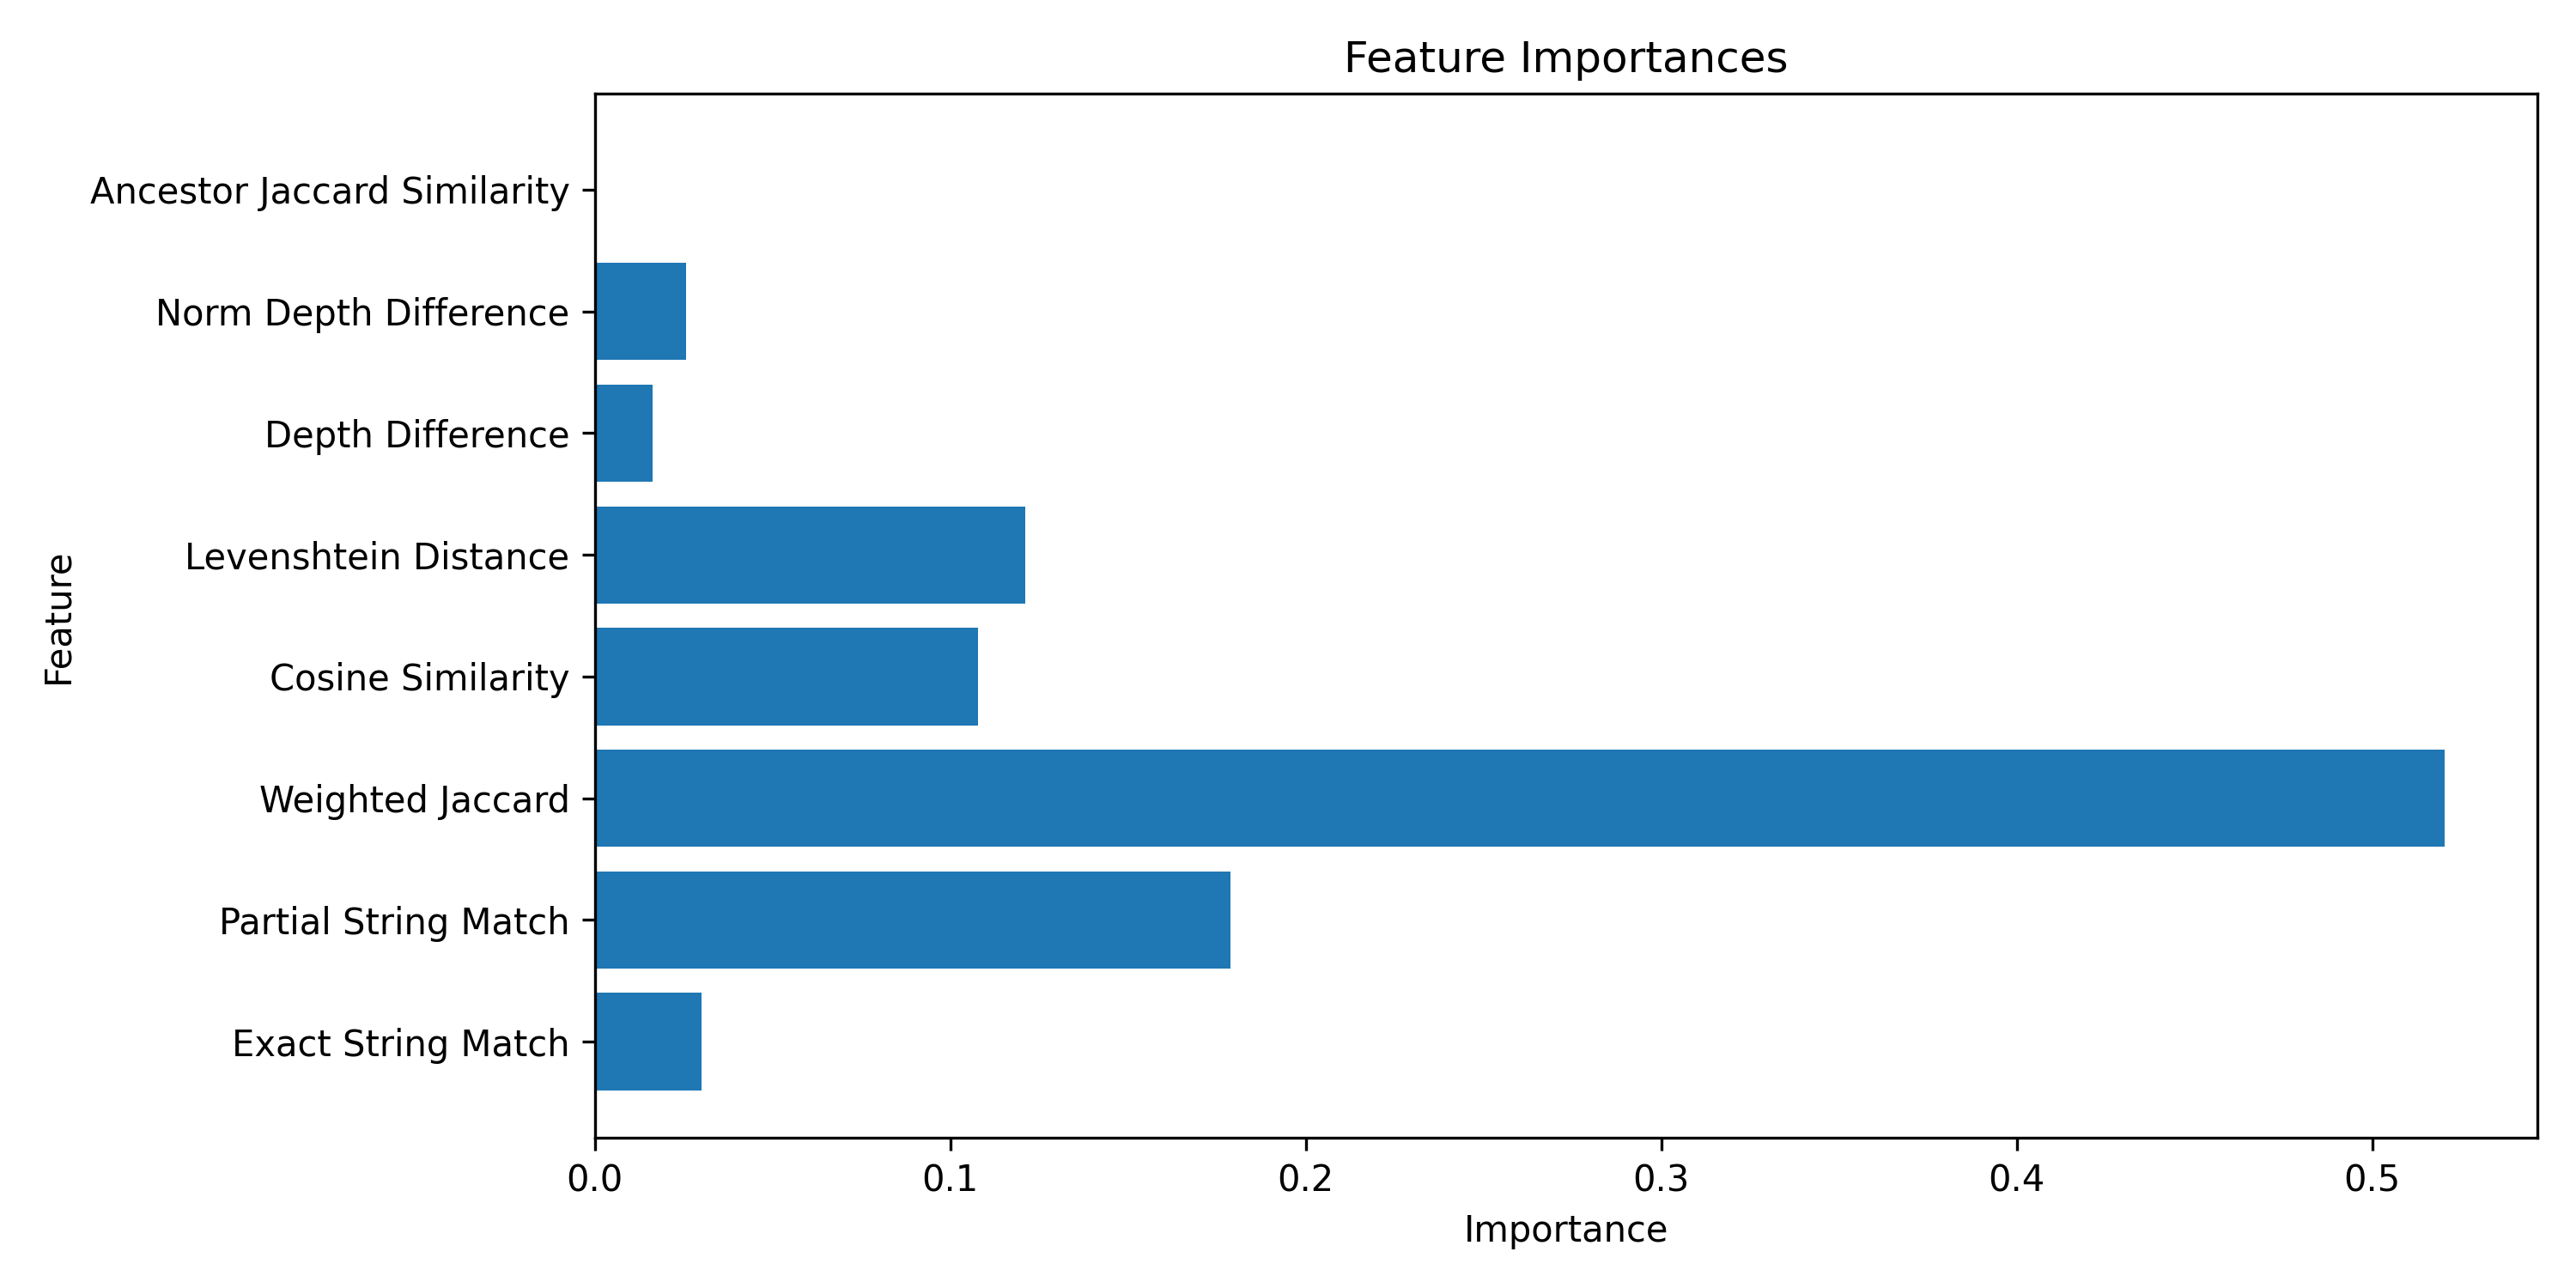 Feature Importances
Ancestor Jaccard Similarity
Norm Depth Difference
Depth Difference
Levenshtein Distance
Cosine Similarity
Weighted Jaccard
Partial String Match
Exact String Match
Feature
0.0 0.1 0.2 0.3 0.4 0.5
Importance